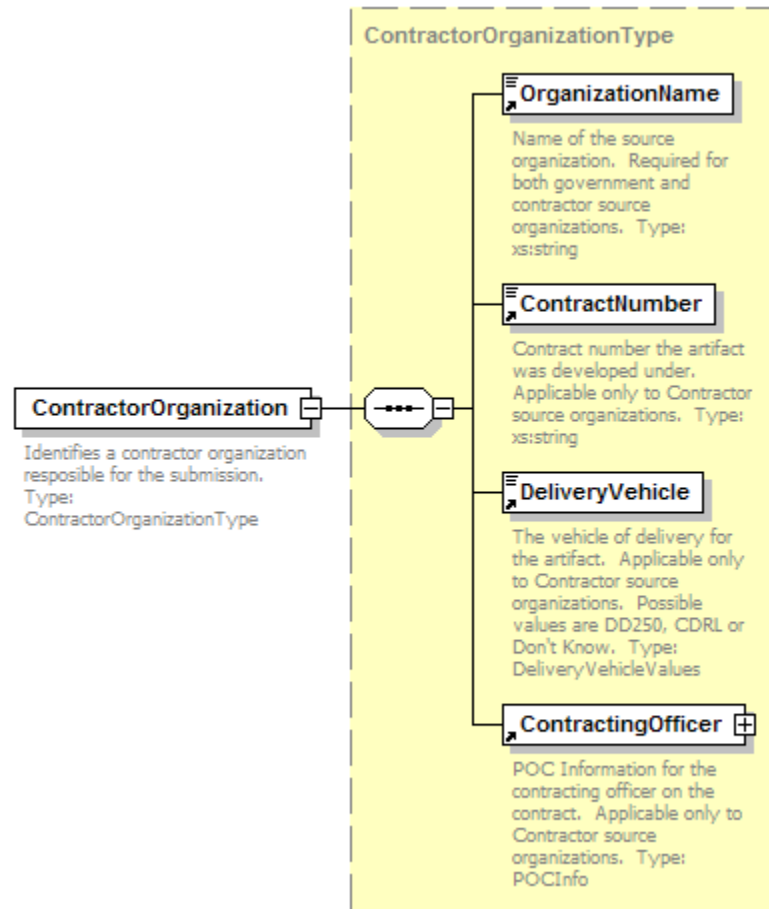 ContractorOrganizationType
OrganizationName
Name of the source
organization.  Required for
both government and
contractor source
organizations.  Type:
xs:string
ContractNumber
Contract number the artifact
was developed under.
Applicable only to Contractor
source organizations.  Type:
xs:string
ContractorOrganization
Identifies a contractor organization
resposible for the submission.
Type:
ContractorOrganizationType
DeliveryVehicle
The vehicle of delivery for
the artifact.  Applicable only
to Contractor source
organizations.  Possible
values are DD250, CDRL or
Don't Know.  Type:
DeliveryVehicleValues
ContractingOfficer
POC Information for the
contracting officer on the
contract.  Applicable only to
Contractor source
organizations.  Type:
POCInfo